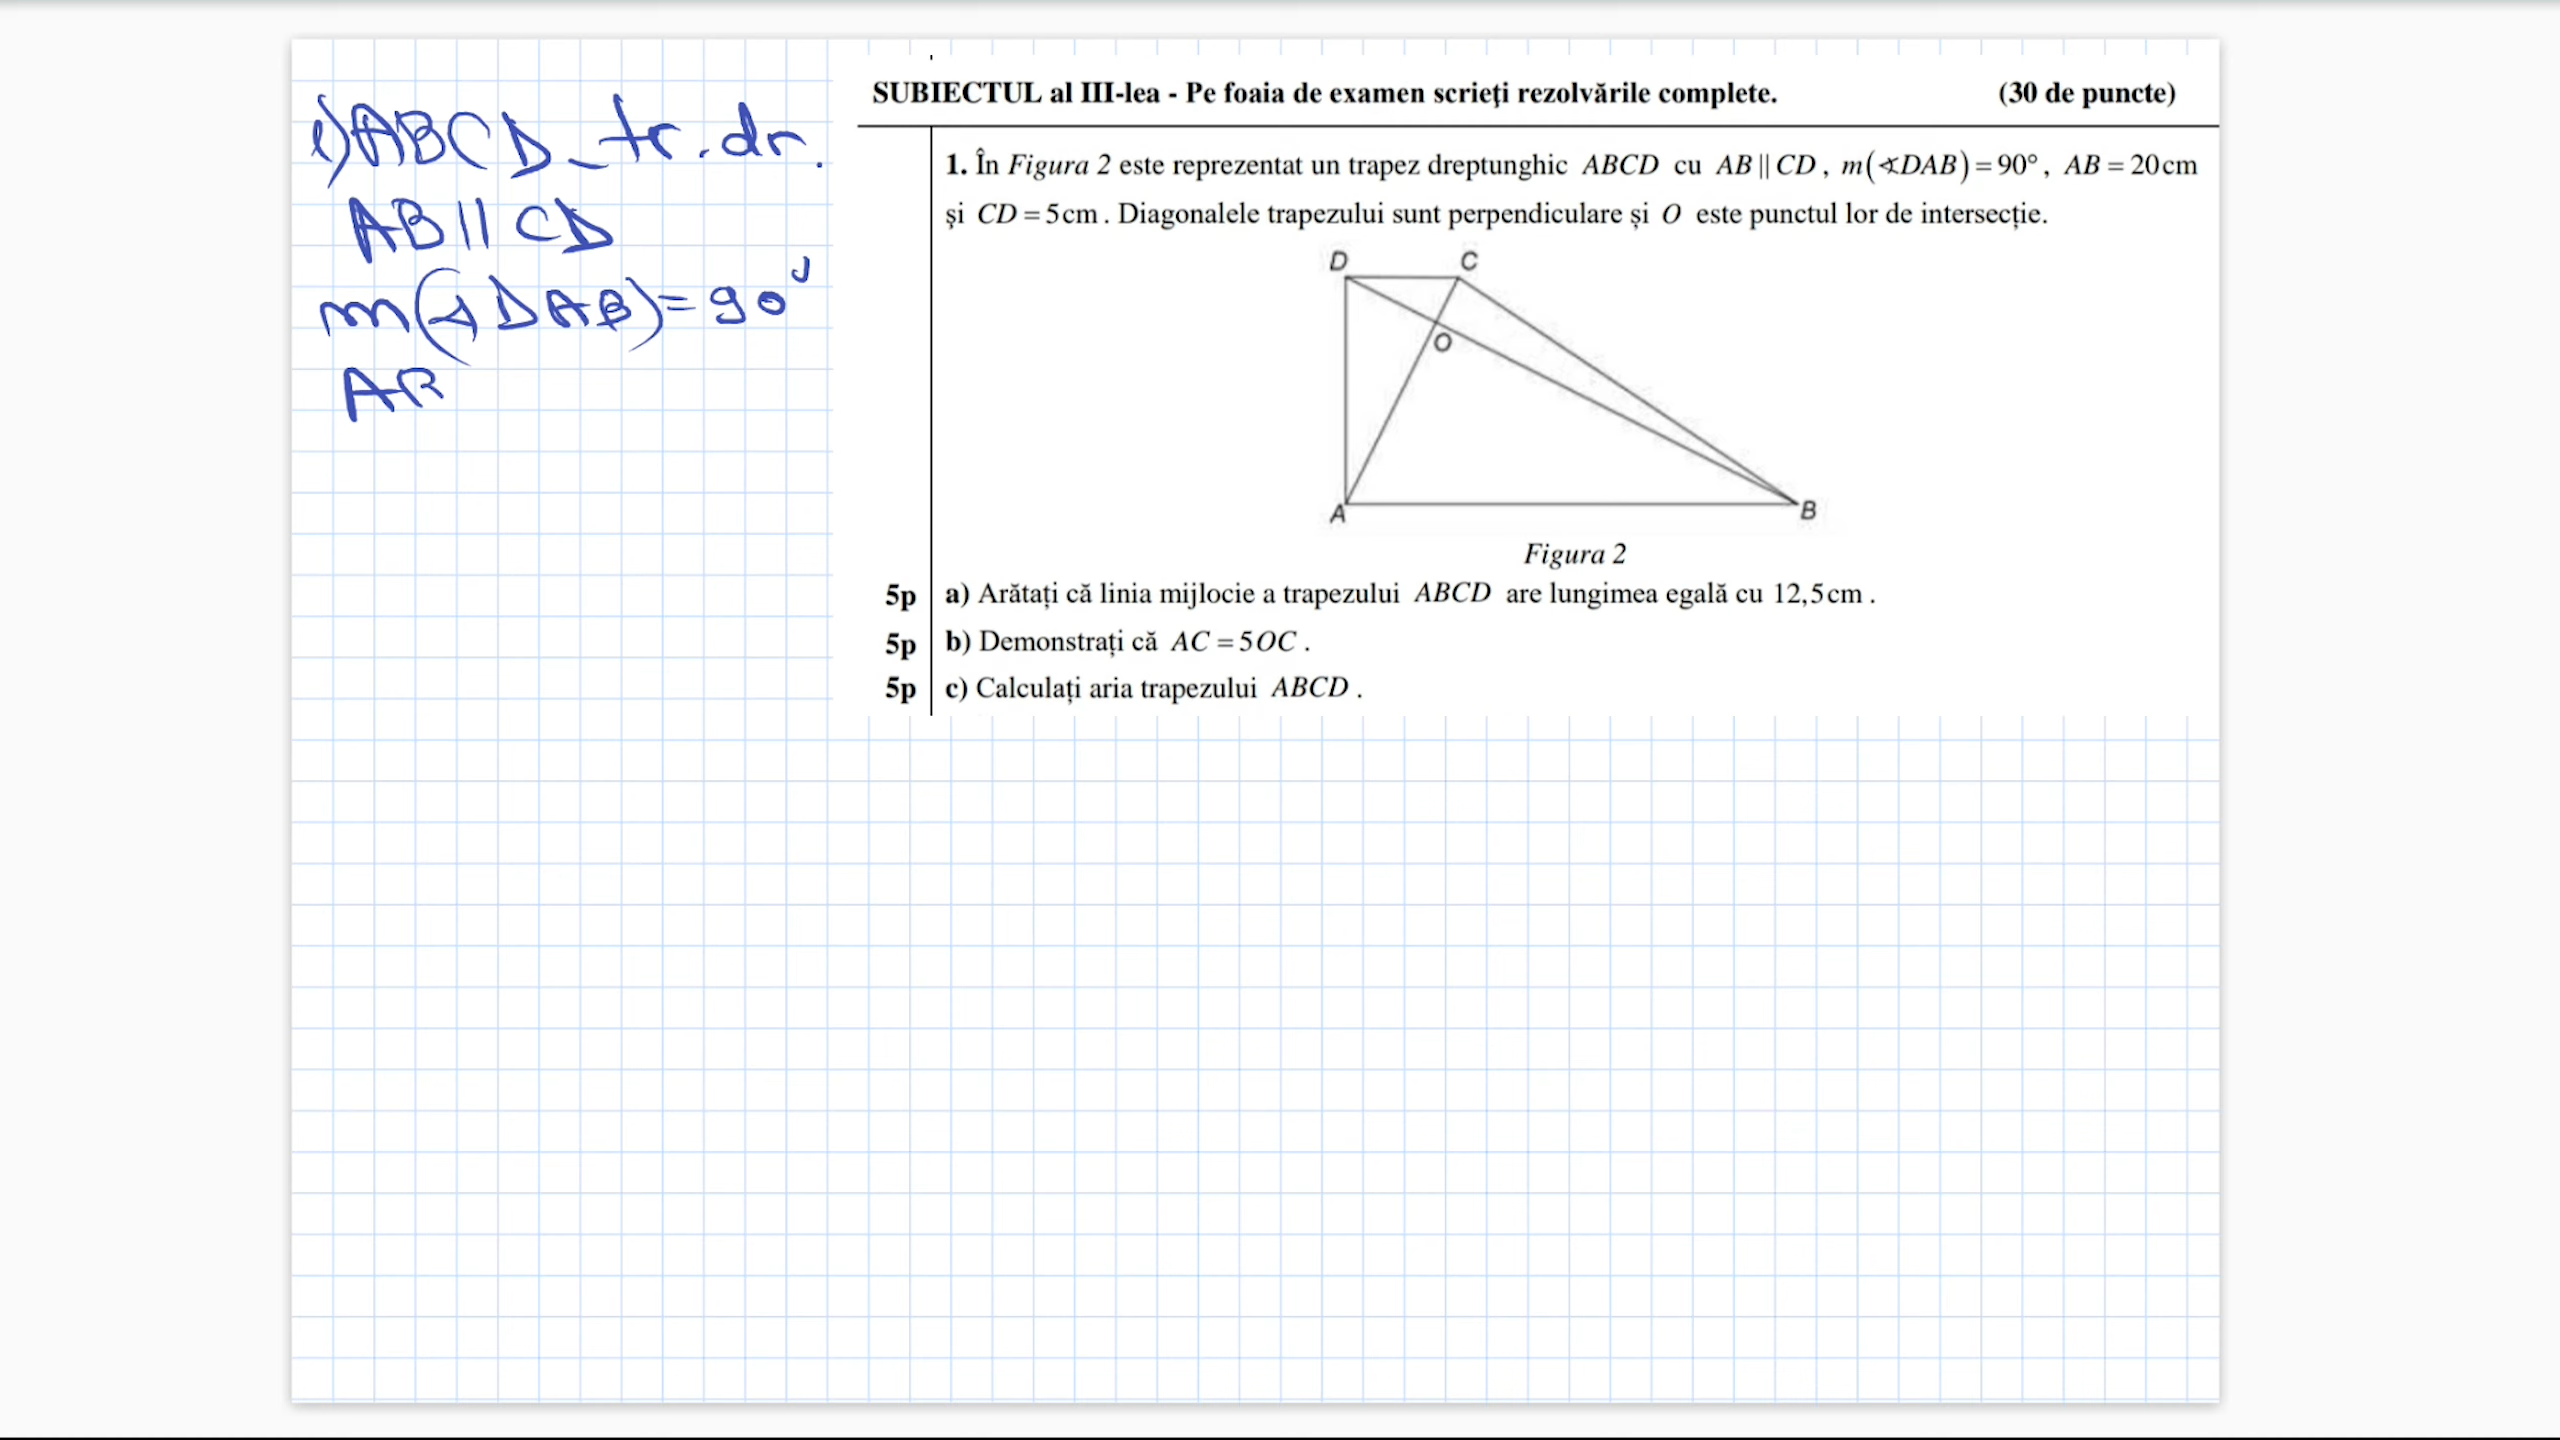 1) ABCD - tr. dr.
AB || CD
m(∢DAB)=90°
AB
SUBIECTUL al III-lea - Pe foaia de examen scrieți rezolvările complete. (30 de puncte)
1. În Figura 2 este reprezentat un trapez dreptunghic ABCD cu AB || CD, m(∢DAB)=90°, AB = 20cm
și CD = 5cm. Diagonalele trapezului sunt perpendiculare și O este punctul lor de intersecție.
D C
O
A B
Figura 2
5p a) Arătați că linia mijlocie a trapezului ABCD are lungimea egală cu 12,5cm.
5p b) Demonstrați că AC = 5OC.
5p c) Calculați aria trapezului ABCD.